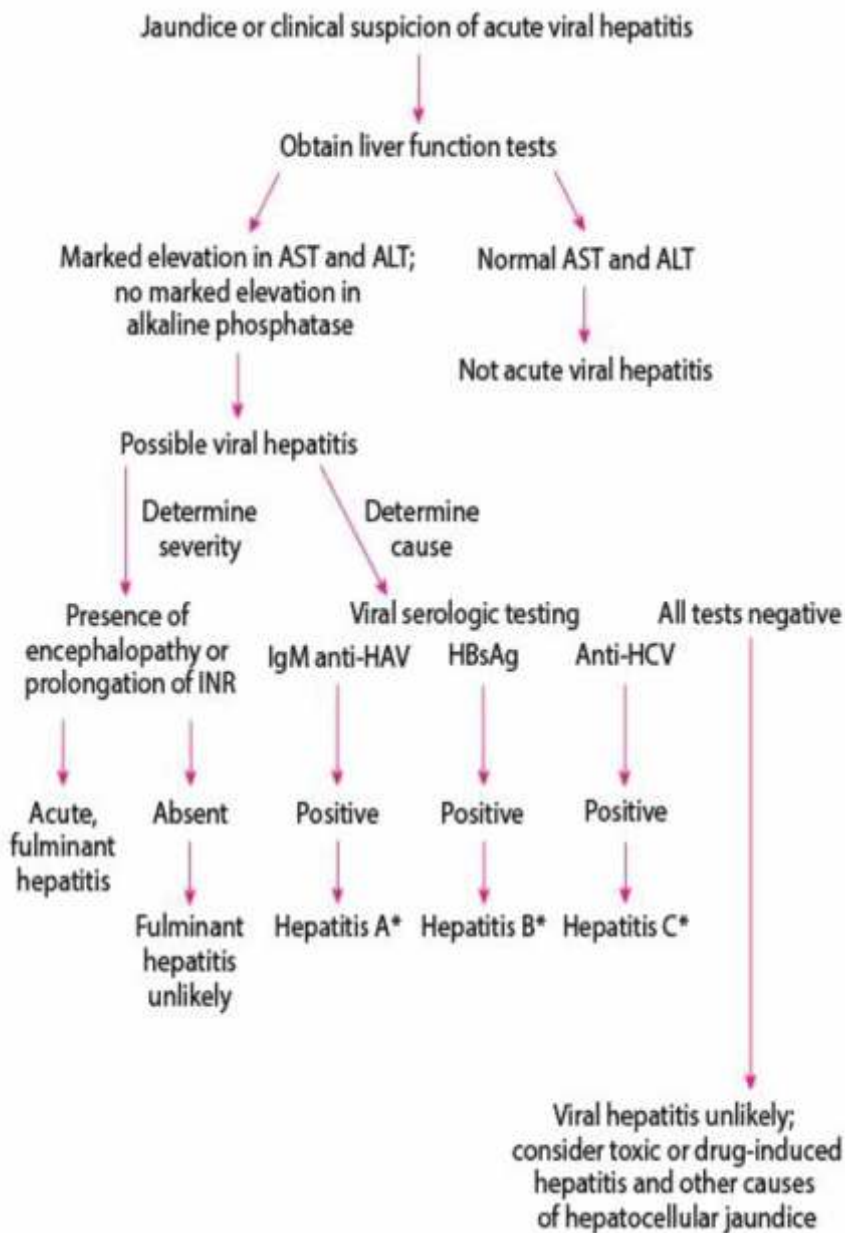 Jaundice or clinical suspicion of acute viral hepatitis
Obtain liver function tests
Marked elevation in AST and ALT;
no marked elevation in
alkaline phosphatase
Normal AST and ALT
Not acute viral hepatitis
Possible viral hepatitis
Determine
severity
Determine
cause
Presence of
encephalopathy or
prolongation of INR
Viral serologic testing
All tests negative
IgM anti-HAV
HBsAg
Anti-HCV
Acute,
fulminant
hepatitis
Absent
Positive
Positive
Positive
Fulminant
hepatitis
unlikely
Hepatitis A*
Hepatitis B*
Hepatitis C*
Viral hepatitis unlikely;
consider toxic or drug-induced
hepatitis and other causes
of hepatocellular jaundice